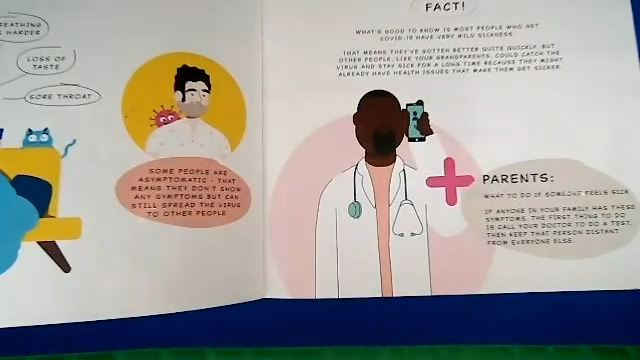 EATHING
HARDER
LOSS OF
TASTE
SORE THROAT
SOME PEOPLE ARE
ASYMPTOMATIC - THAT
MEANS THEY DON'T SHOW
ANY SYMPTOMS BUT CAN
STILL SPREAD THE VIRUS
TO OTHER PEOPLE
FACT!
WHAT'S GOOD TO KNOW IS MOST PEOPLE WHO GET
COVID-19 HAVE VERY MILD SICKNESS.
THAT MEANS THEY'VE GOTTEN BETTER QUITE QUICKLY. BUT
OTHER PEOPLE, LIKE YOUR GRANDPARENTS, COULD CATCH THE
VIRUS AND STAY SICK FOR A LONG TIME BECAUSE THEY MIGHT
ALREADY HAVE HEALTH ISSUES THAT MAKE THEM GET SICKER.
PARENTS:
WHAT TO DO IF SOMEONE FEELS SICK
IF ANYONE IN YOUR FAMILY HAS THESE
SYMPTOMS, THE FIRST THING TO DO
IS CALL YOUR DOCTOR TO DO A TEST,
THEN KEEP THAT PERSON DISTANT
FROM EVERYONE ELSE.